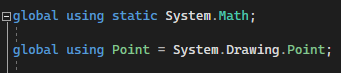 global using static System.Math;
global using Point = System.Drawing.Point;